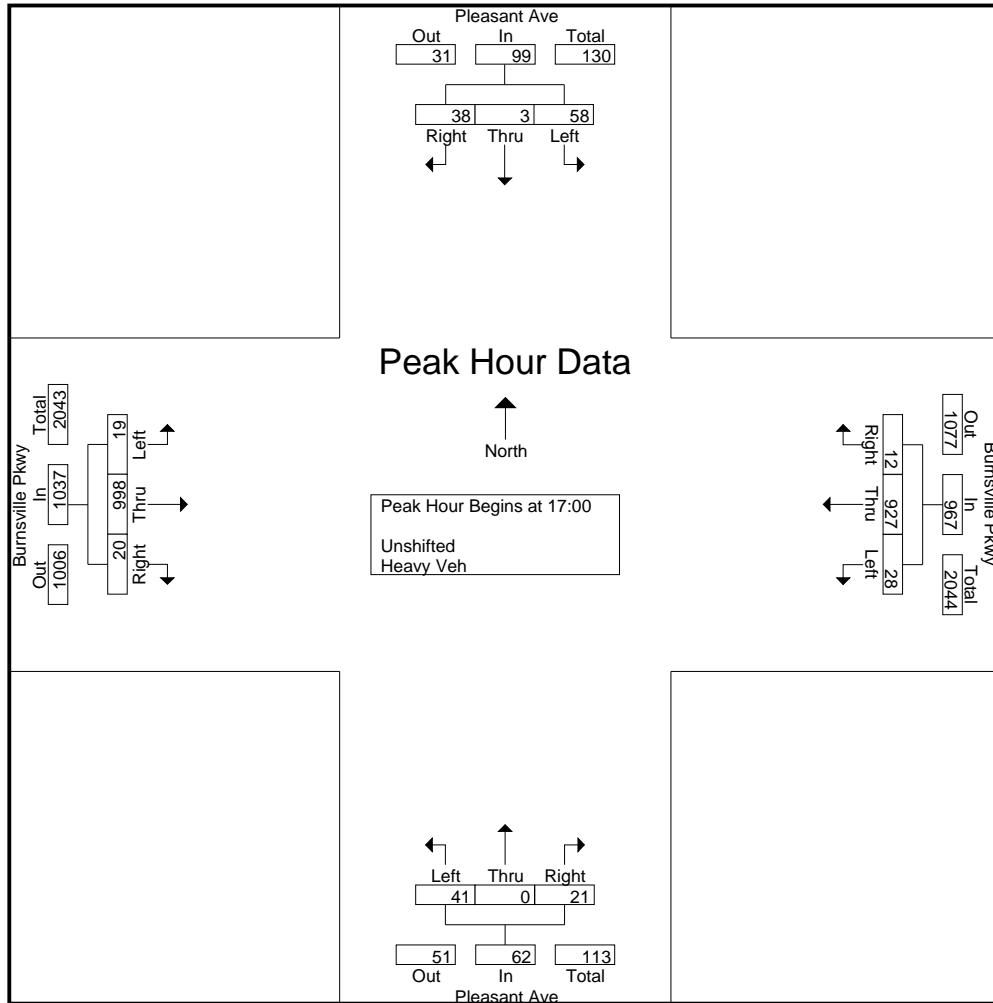 Pleasant Ave
Out In Total
31 99 130
38 3 58
Right Thru Left
Peak Hour Data
North
Peak Hour Begins at 17:00
Unshifted
Heavy Veh
Burnsville Pkwy
Out In Total
1006 1037 2043
20 998 19
Right Thru Left
Burnsville Pkwy
Out In Total
1077 967 2044
12 927 28
Right Thru Left
Left Thru Right
41 0 21
51 62 113
Out In Total
Pleasant Ave